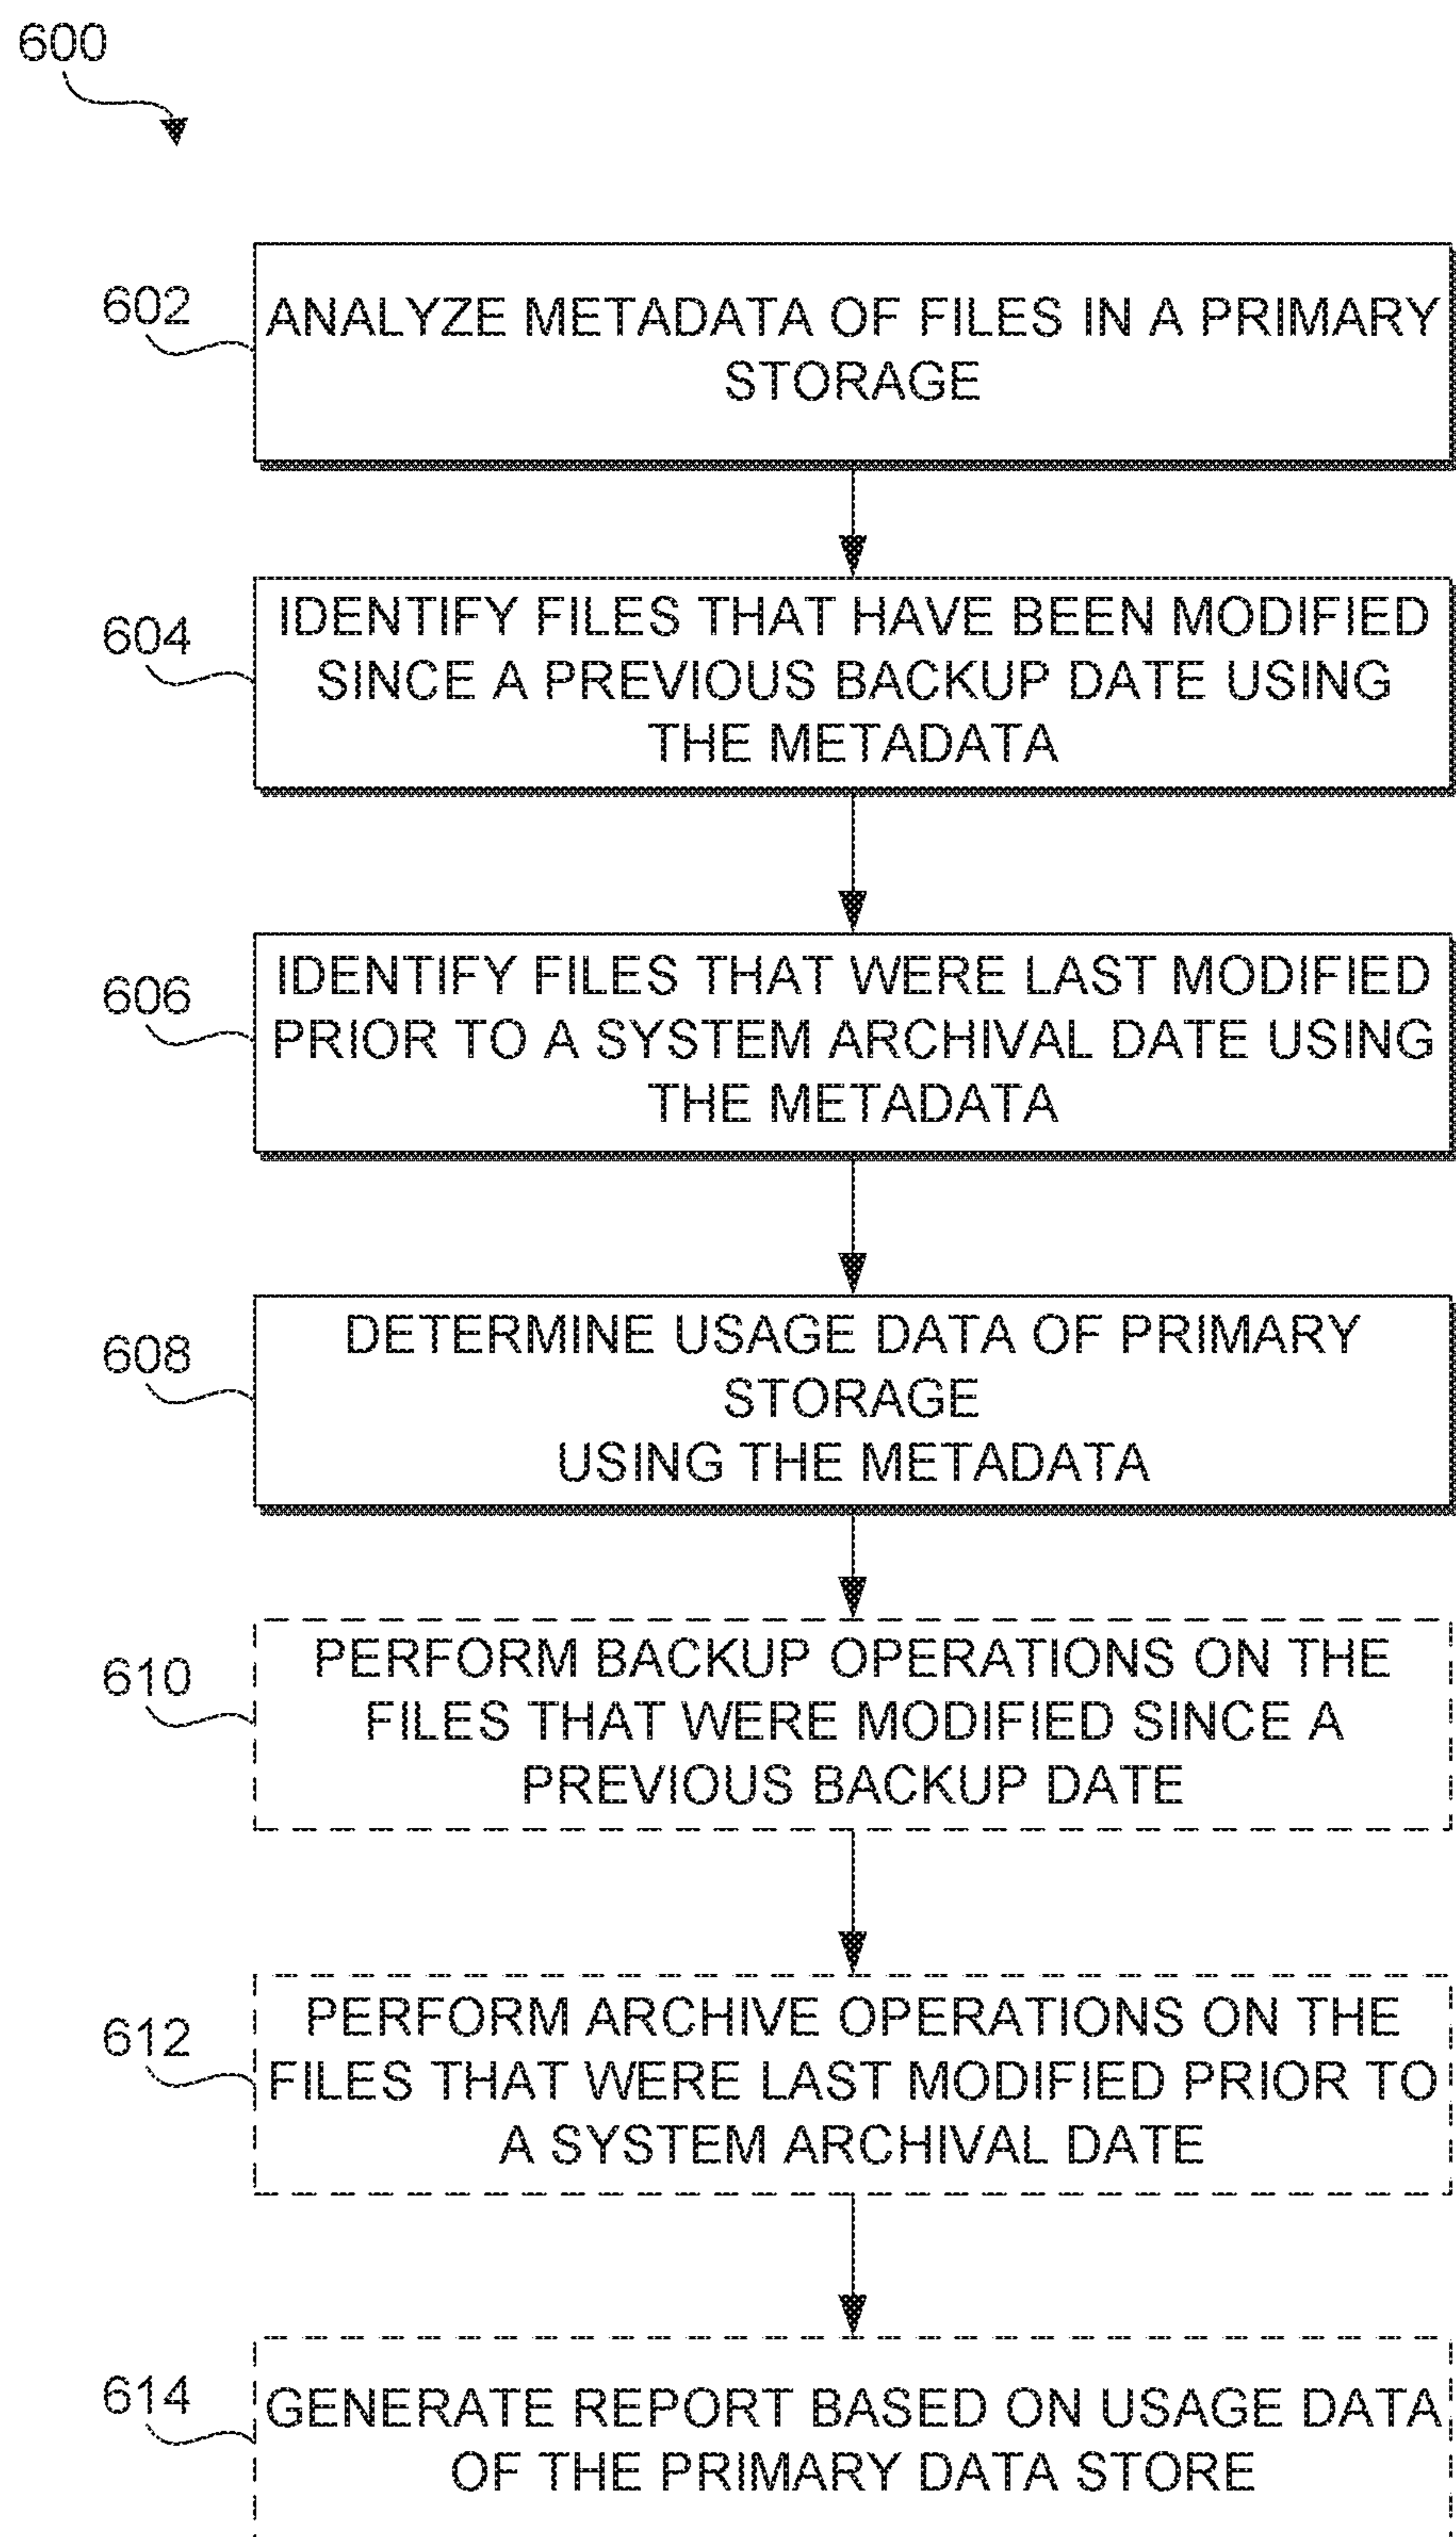 600
602
ANALYZE METADATA OF FILES IN A PRIMARY
STORAGE
604
IDENTIFY FILES THAT HAVE BEEN MODIFIED
SINCE A PREVIOUS BACKUP DATE USING
THE METADATA
606
IDENTIFY FILES THAT WERE LAST MODIFIED
PRIOR TO A SYSTEM ARCHIVAL DATE USING
THE METADATA
608
DETERMINE USAGE DATA OF PRIMARY
STORAGE
USING THE METADATA
610
PERFORM BACKUP OPERATIONS ON THE
FILES THAT WERE MODIFIED SINCE A
PREVIOUS BACKUP DATE
612
PERFORM ARCHIVE OPERATIONS ON THE
FILES THAT WERE LAST MODIFIED PRIOR TO
A SYSTEM ARCHIVAL DATE
614
GENERATE REPORT BASED ON USAGE DATA
OF THE PRIMARY DATA STORE